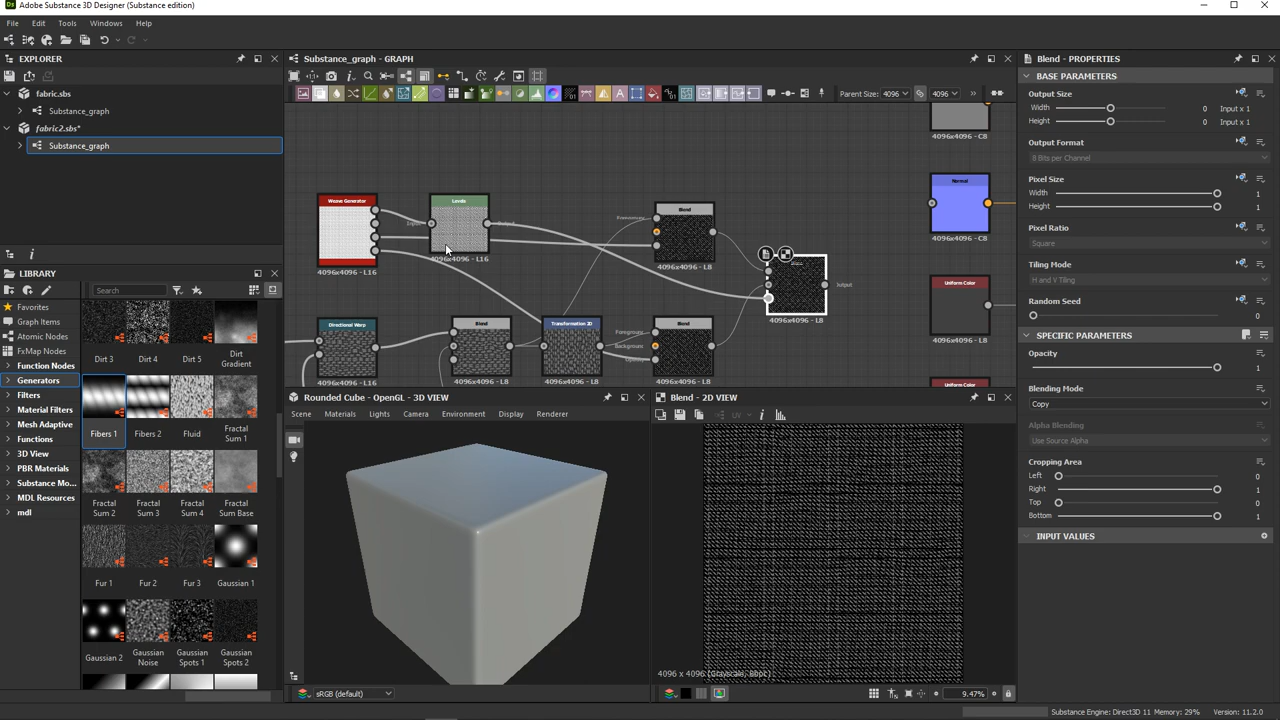 Adobe Substance 3D Designer (Substance edition)
File Edit Tools Windows Help
EXPLORER
fabric.sbs
Substance_graph
fabric2.sbs*
Substance_graph
LIBRARY
Search
Favorites
Graph Items
Atomic Nodes
FxMap Nodes
Function Nodes
Generators
Filters
Material Filters
Mesh Adaptive
Functions
3D View
PBR Materials
Substance Mo...
MDL Resources
mdl
Dirt 3 Dirt 4 Dirt 5 Dirt Gradient
Fibers 1 Fibers 2 Fluid Fractal Sum 1
Fractal Sum 2 Fractal Sum 3 Fractal Sum 4 Fractal Sum Base
Fur 1 Fur 2 Fur 3 Gaussian 1
Gaussian 2 Gaussian Noise Gaussian Spots 1 Gaussian Spots 2
Substance_graph - GRAPH
Parent Size: 4096 4096
4096x4096 - C8
Weave Generator
4096x4096 - L16
Levels
4096x4096 - L16
Blend
4096x4096 - L8
Normal
4096x4096 - C8
Output
4096x4096 - L8
Uniform Color
4096x4096 - L8
Directional Warp
4096x4096 - L16
Blend
4096x4096 - L8
Transformation 2D
4096x4096 - L8
Foreground
Background
Blend
4096x4096 - L8
Uniform Color
Rounded Cube - OpenGL - 3D VIEW
Scene Materials Lights Camera Environment Display Renderer
sRGB (default)
Blend - 2D VIEW
UV
4096 x 4096 (Grayscale, 8bpc)
9.47%
Blend - PROPERTIES
BASE PARAMETERS
Output Size
Width 0 Input x 1
Height 0 Input x 1
Output Format
8 Bits per Channel
Pixel Size
Width 1
Height 1
Pixel Ratio
Square
Tiling Mode
H and V Tiling
Random Seed
0
SPECIFIC PARAMETERS
Opacity
1
Blending Mode
Copy
Alpha Blending
Use Source Alpha
Cropping Area
Left 0
Right 1
Top 0
Bottom 1
INPUT VALUES
Substance Engine: Direct3D 11 Memory: 29% Version: 11.2.0